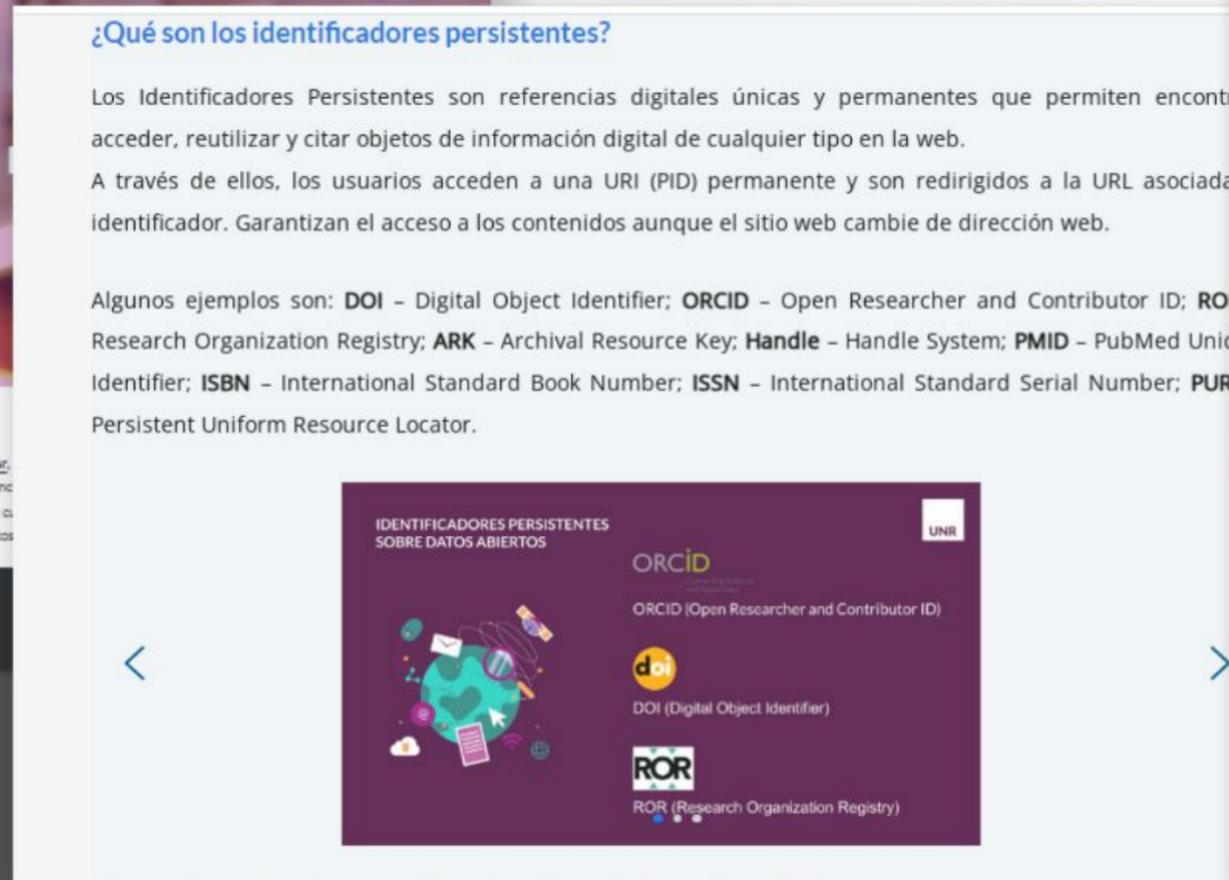 ¿Qué son los identificadores persistentes?
Los Identificadores Persistentes son referencias digitales únicas y permanentes que permiten encontr
acceder, reutilizar y citar objetos de información digital de cualquier tipo en la web.
A través de ellos, los usuarios acceden a una URI (PID) permanente y son redirigidos a la URL asociada
identificador. Garantizan el acceso a los contenidos aunque el sitio web cambie de dirección web.
Algunos ejemplos son: DOI – Digital Object Identifier; ORCID – Open Researcher and Contributor ID; RO
Research Organization Registry; ARK – Archival Resource Key; Handle – Handle System; PMID – PubMed Unic
Identifier; ISBN – International Standard Book Number; ISSN – International Standard Serial Number; PUR
Persistent Uniform Resource Locator.
IDENTIFICADORES PERSISTENTES
SOBRE DATOS ABIERTOS
UNR
ORCID
ORCID (Open Researcher and Contributor ID)
doi
DOI (Digital Object Identifier)
ROR
ROR (Research Organization Registry)